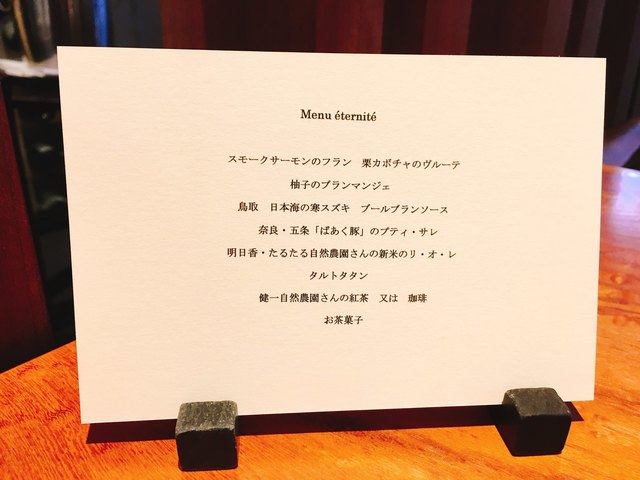 Menu éternité
スモークサーモンのフラン　栗カボチャのヴルーテ
柚子のブランマンジェ
鳥取　日本海の寒スズキ　ブールブランソース
奈良・五条「ばあく豚」のプティ・サレ
明日香・たるたる自然農園さんの新米のリ・オ・レ
タルトタタン
健一自然農園さんの紅茶　又は　珈琲
お茶菓子